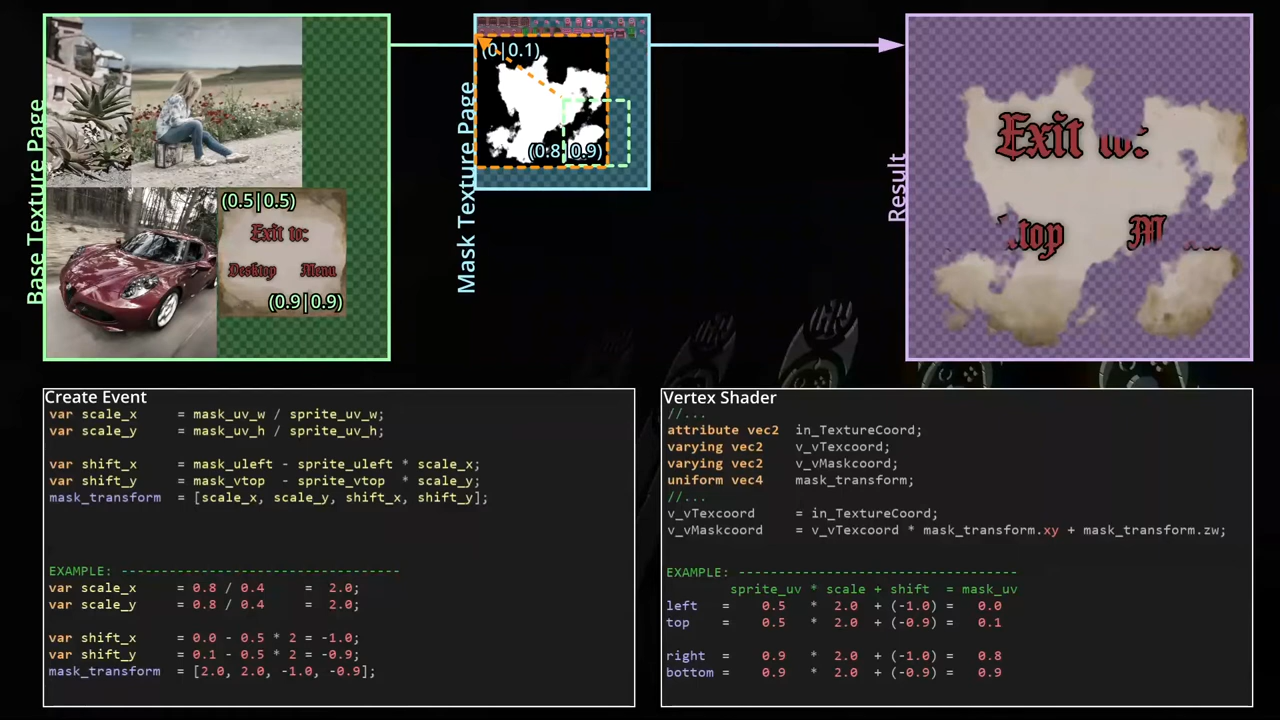 Base Texture Page
(0.5|0.5)
Exit to:
Desktop Menu
(0.9|0.9)
Mask Texture Page
(0|0.1)
(0.8|0.9)
Result
Exit to:
Create Event
var scale_x = mask_uv_w / sprite_uv_w;
var scale_y = mask_uv_h / sprite_uv_h;
var shift_x = mask_uleft - sprite_uleft * scale_x;
var shift_y = mask_vtop - sprite_vtop * scale_y;
mask_transform = [scale_x, scale_y, shift_x, shift_y];
EXAMPLE: ----------------------------------
var scale_x = 0.8 / 0.4 = 2.0;
var scale_y = 0.8 / 0.4 = 2.0;
var shift_x = 0.0 - 0.5 * 2 = -1.0;
var shift_y = 0.1 - 0.5 * 2 = -0.9;
mask_transform = [2.0, 2.0, -1.0, -0.9];
Vertex Shader
//...
attribute vec2 in_TextureCoord;
varying vec2 v_vTexcoord;
varying vec2 v_vMaskcoord;
uniform vec4 mask_transform;
//...
v_vTexcoord = in_TextureCoord;
v_vMaskcoord = v_vTexcoord * mask_transform.xy + mask_transform.zw;
EXAMPLE: ----------------------------------
sprite_uv * scale + shift = mask_uv
left = 0.5 * 2.0 + (-1.0) = 0.0
top = 0.5 * 2.0 + (-0.9) = 0.1
right = 0.9 * 2.0 + (-1.0) = 0.8
bottom = 0.9 * 2.0 + (-0.9) = 0.9